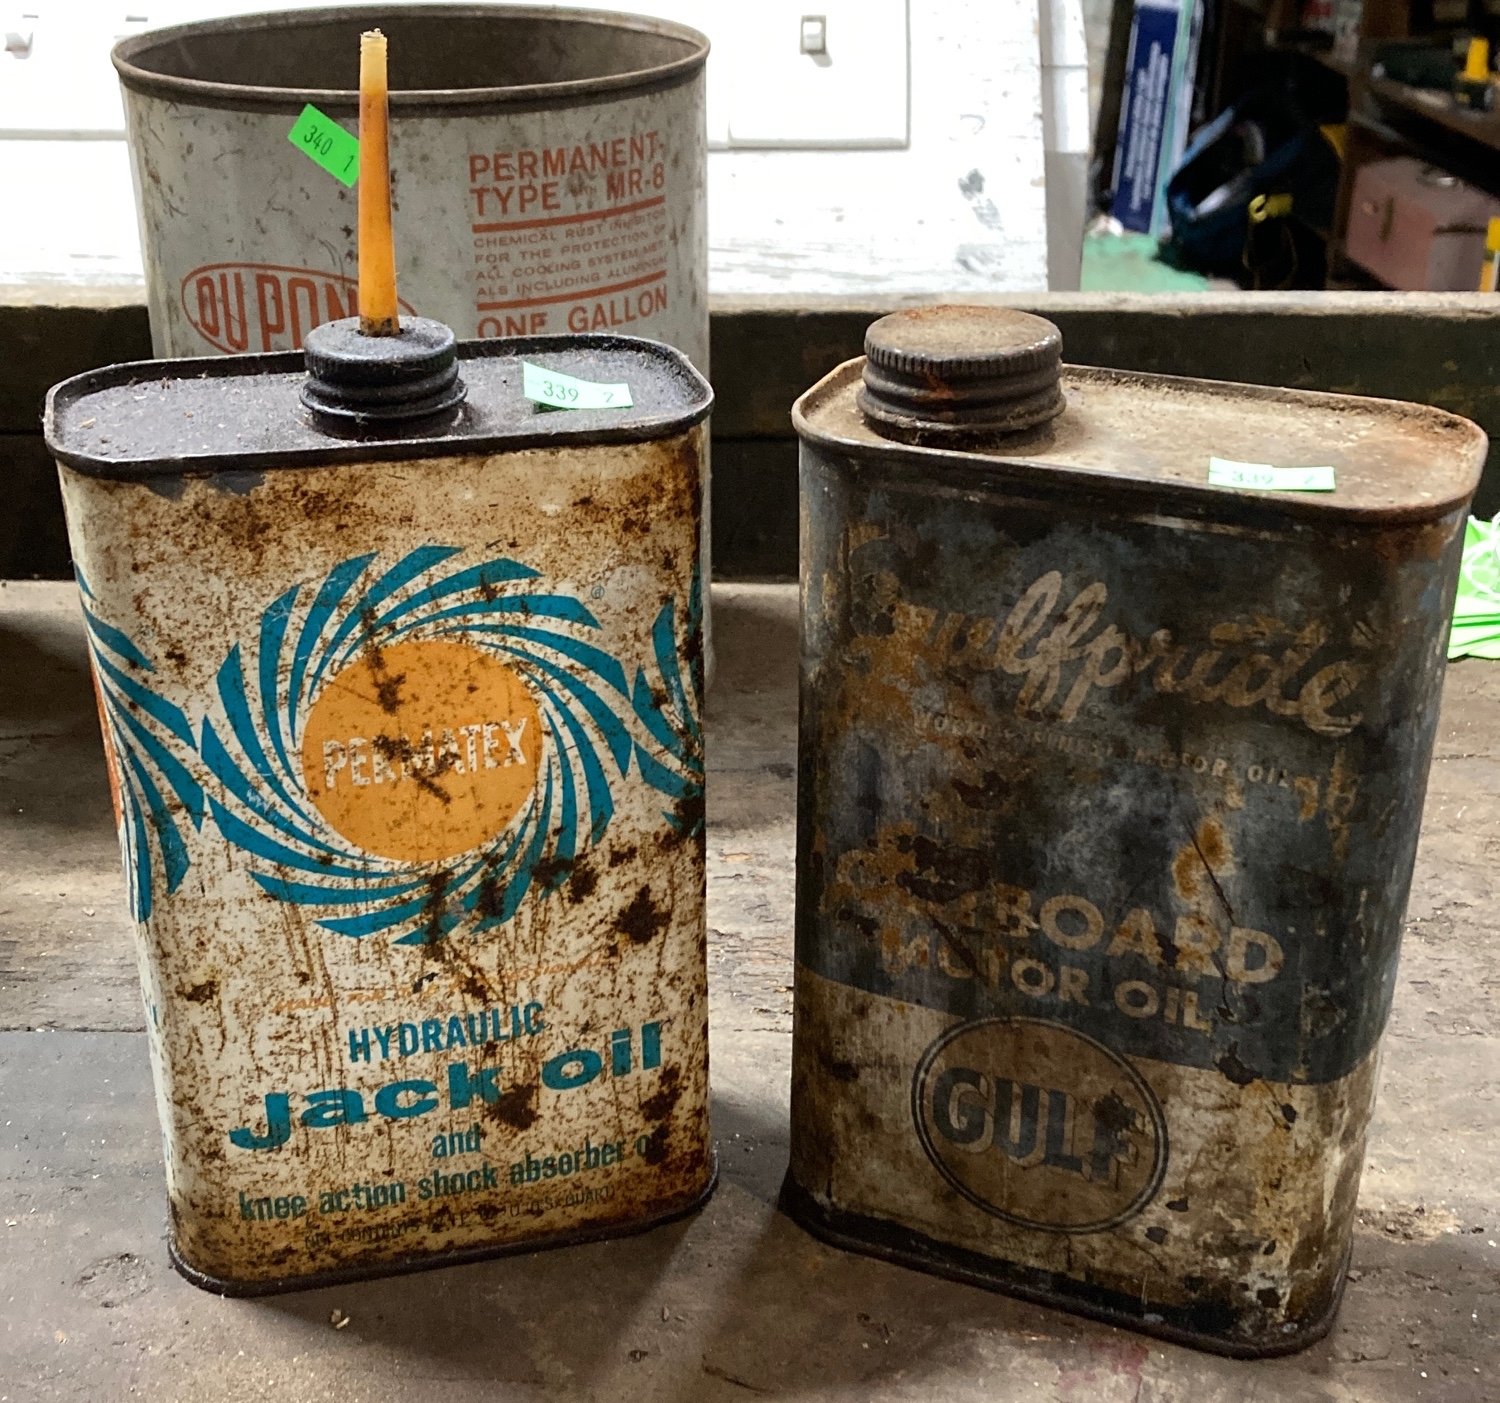 340 1
PERMANENT-
TYPE MR-8
CHEMICAL RUST INHIBITOR
FOR THE PROTECTION OF
ALL COOLING SYSTEM MET-
ALS INCLUDING ALUMINUM
ONE GALLON
DU PONT
339 2
®
PERMATEX
HYDRAULIC
Jack oil
and
knee action shock absorber
339 2
Gulfpride
MOTOR OIL
BOARD
MOTOR OIL
GULF